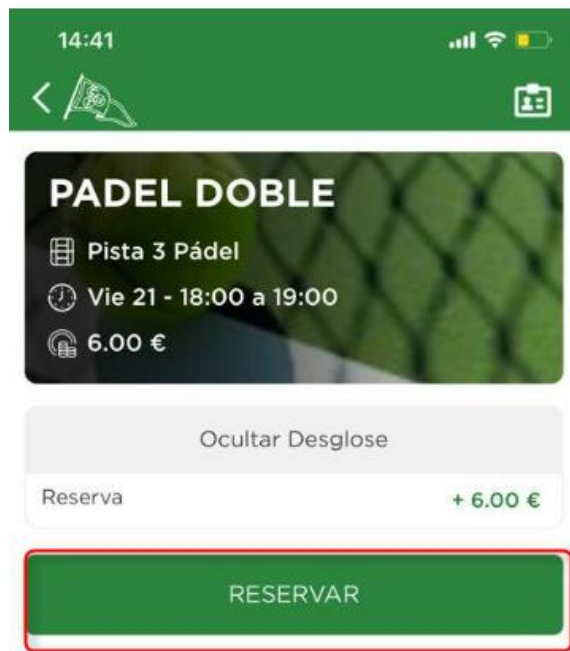 14:41
PADEL DOBLE
Pista 3 Pádel
Vie 21 - 18:00 a 19:00
6.00 €
Ocultar Desglose
Reserva + 6.00 €
RESERVAR